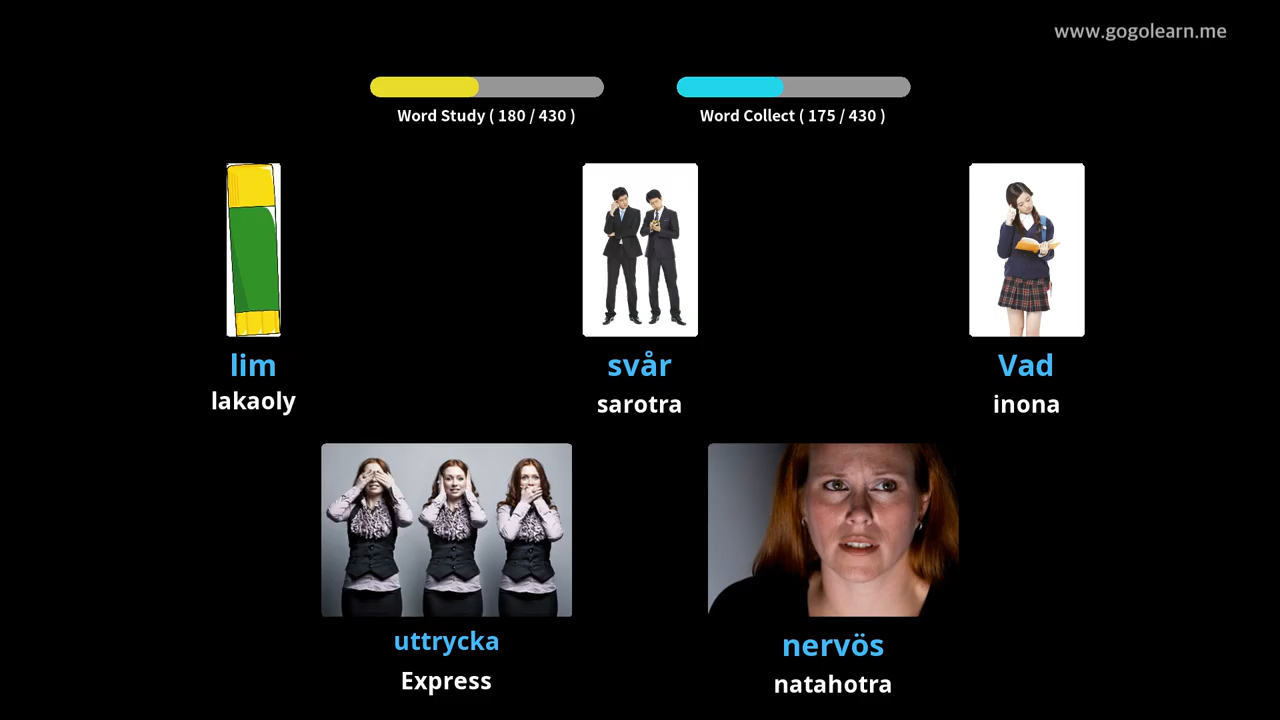 www.gogolearn.me
Word Study ( 180 / 430 )
Word Collect ( 175 / 430 )
lim
lakaoly
svår
sarotra
Vad
inona
uttrycka
Express
nervös
natahotra